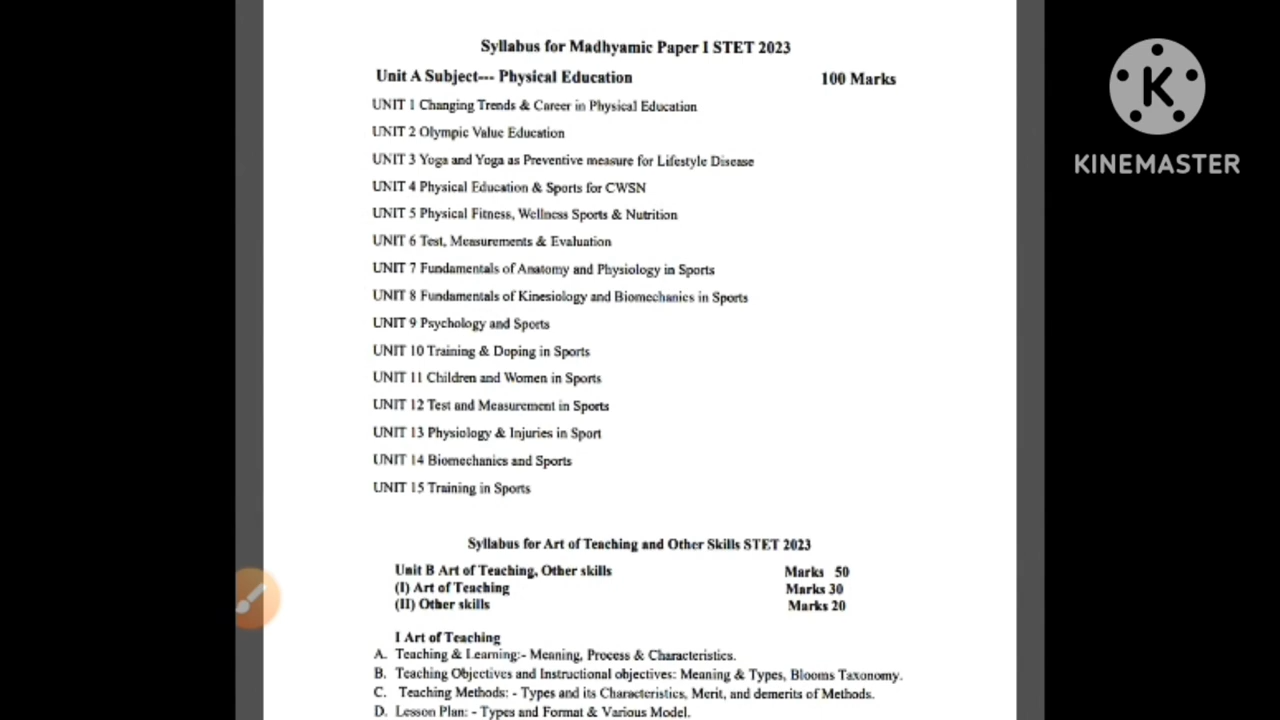 Syllabus for Madhyamic Paper I STET 2023
Unit A Subject--- Physical Education 100 Marks
UNIT 1 Changing Trends & Career in Physical Education
UNIT 2 Olympic Value Education
UNIT 3 Yoga and Yoga as Preventive measure for Lifestyle Disease
UNIT 4 Physical Education & Sports for CWSN
UNIT 5 Physical Fitness, Wellness Sports & Nutrition
UNIT 6 Test, Measurements & Evaluation
UNIT 7 Fundamentals of Anatomy and Physiology in Sports
UNIT 8 Fundamentals of Kinesiology and Biomechanics in Sports
UNIT 9 Psychology and Sports
UNIT 10 Training & Doping in Sports
UNIT 11 Children and Women in Sports
UNIT 12 Test and Measurement in Sports
UNIT 13 Physiology & Injuries in Sport
UNIT 14 Biomechanics and Sports
UNIT 15 Training in Sports
Syllabus for Art of Teaching and Other Skills STET 2023
Unit B Art of Teaching, Other skills Marks 50
(I) Art of Teaching Marks 30
(II) Other skills Marks 20
I Art of Teaching
A. Teaching & Learning:- Meaning, Process & Characteristics.
B. Teaching Objectives and Instructional objectives: Meaning & Types, Blooms Taxonomy.
C. Teaching Methods: - Types and its Characteristics, Merit, and demerits of Methods.
D. Lesson Plan: - Types and Format & Various Model.
K
KINEMASTER